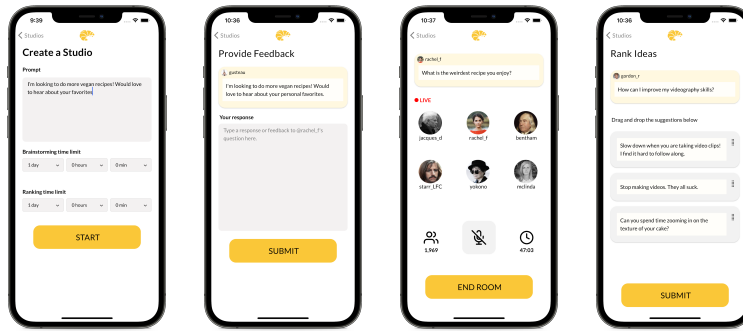 9:39
Studios
Create a Studio
Prompt
I'm looking to do more vegan recipes! Would love
to hear about your favorites
Brainstorming time limit
1 day 0 hours 0 min
Ranking time limit
1 day 0 hours 0 min
START
10:36
Studios
Provide Feedback
gusteau
I'm looking to do more vegan recipes! Would
love to hear about your personal favorites.
Your response
Type a response or feedback to @rachel_f's
question here.
SUBMIT
10:37
Studios
rachel_f
What is the weirdest recipe you enjoy?
LIVE
jacques_d rachel_f bentham
starr_LFC yokono mclinda
1,969 47:03
END ROOM
10:36
Studios
Rank Ideas
gordon_r
How can I improve my videography skills?
Drag and drop the suggestions below
Slow down when you are taking video clips!
I find it hard to follow along.
Stop making videos. They all suck.
Can you spend time zooming in on the
texture of your cake?
SUBMIT